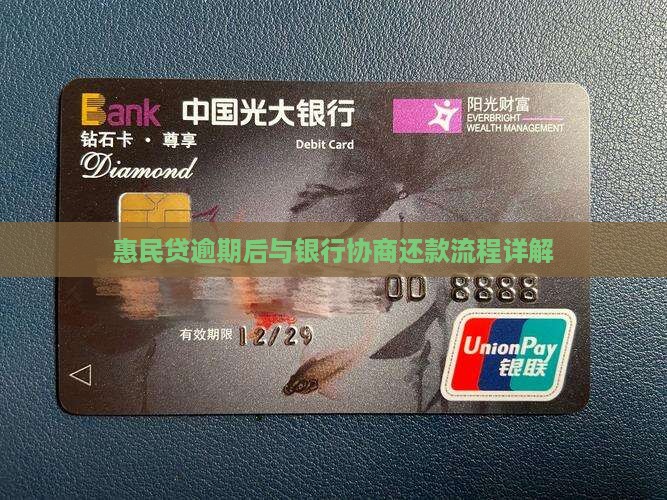 Bank 中国光大银行
Debit Card
阳光财富
EVERBRIGHT
WEALTH MANAGEMENT
钻石卡·尊享
Diamond
惠民贷逾期后与银行协商还款流程详解
00 8888
有效期限 12/29
UnionPay
银联